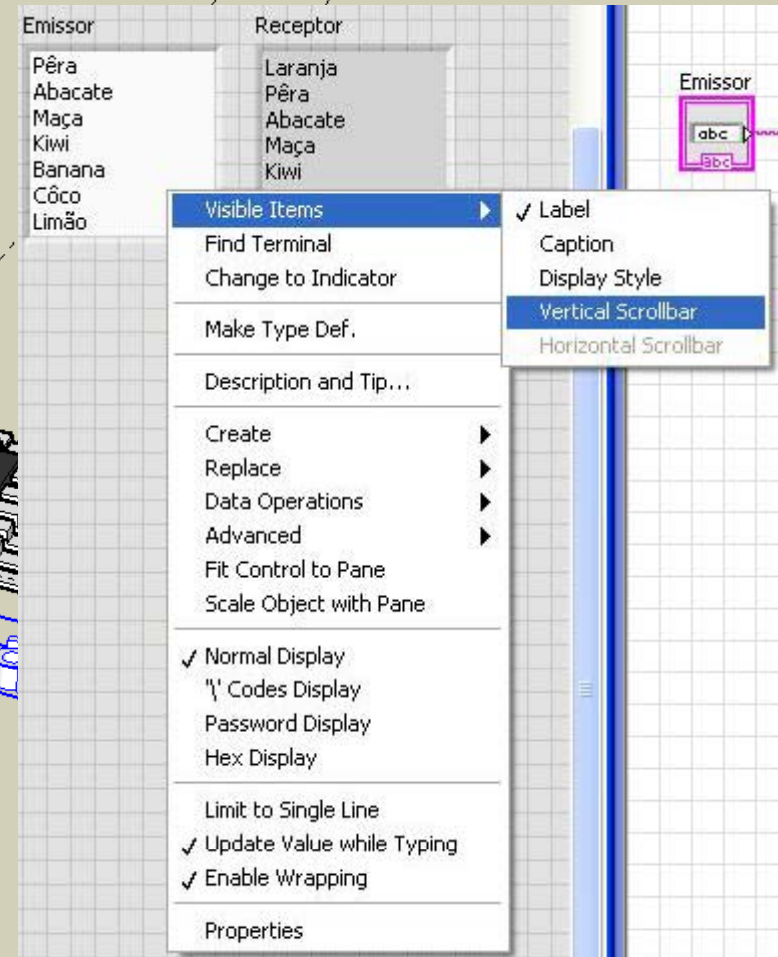 Emissor
Receptor
Pêra
Abacate
Maça
Kiwi
Banana
Côco
Limão
Laranja
Pêra
Abacate
Maça
Kiwi
Emissor
abc
abc
Visible Items
Find Terminal
Change to Indicator
Make Type Def.
Description and Tip...
Create
Replace
Data Operations
Advanced
Fit Control to Pane
Scale Object with Pane
Normal Display
'\' Codes Display
Password Display
Hex Display
Limit to Single Line
Update Value while Typing
Enable Wrapping
Properties
Label
Caption
Display Style
Vertical Scrollbar
Horizontal Scrollbar